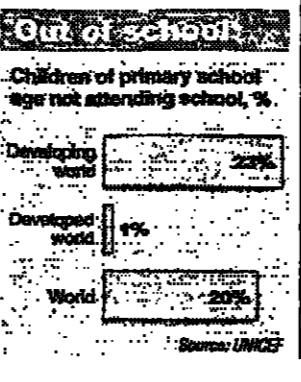 Out of school
Children of primary school
age not attending school, %
Developing
world
23%
Developed
world
1%
World
20%
Source: UNICEF